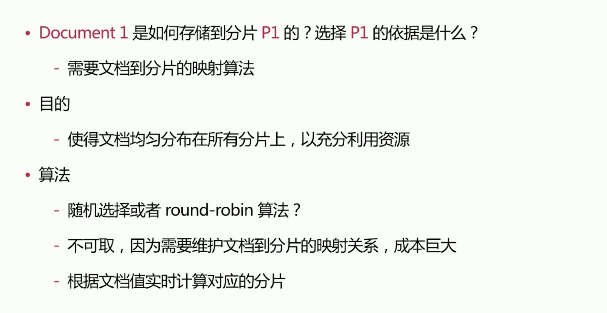 • Document 1 是如何存储到分片 P1 的？选择 P1 的依据是什么？
- 需要文档到分片的映射算法
• 目的
- 使得文档均匀分布在所有分片上，以充分利用资源
• 算法
- 随机选择或者 round-robin 算法？
- 不可取，因为需要维护文档到分片的映射关系，成本巨大
- 根据文档值实时计算对应的分片